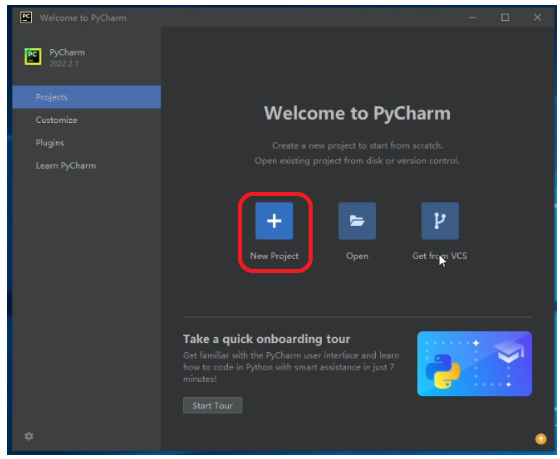 PC Welcome to PyCharm
PC PyCharm
2022.2.1
Projects
Customize
Plugins
Learn PyCharm
Welcome to PyCharm
Create a new project to start from scratch.
Open existing project from disk or version control.
New Project
Open
Get from VCS
Take a quick onboarding tour
Get familiar with the PyCharm user interface and learn
how to code in Python with smart assistance in just 7
minutes!
Start Tour